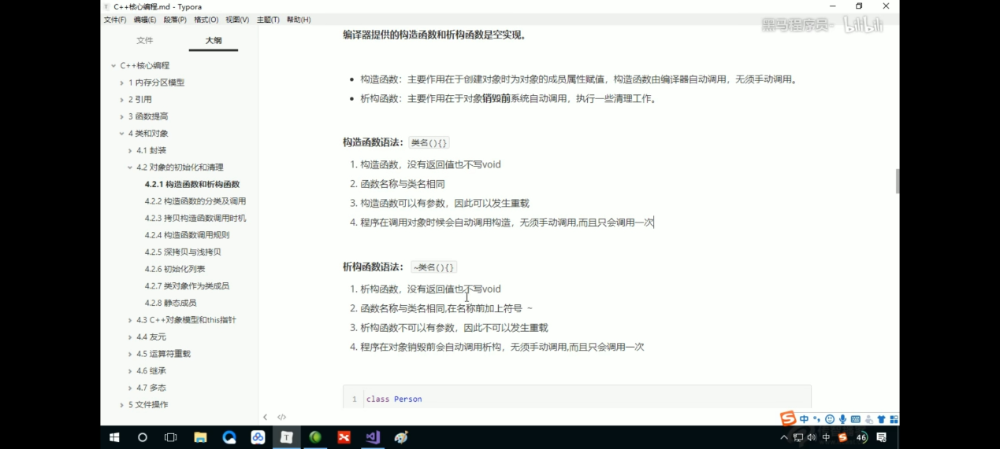 C++核心编程.md - Typora
文件(F) 编辑(E) 段落(P) 格式(O) 视图(V) 主题(T) 帮助(H)
黑马程序员- bilibili
文件 大纲
C++核心编程
1 内存分区模型
2 引用
3 函数提高
4 类和对象
4.1 封装
4.2 对象的初始化和清理
4.2.1 构造函数和析构函数
4.2.2 构造函数的分类及调用
4.2.3 拷贝构造函数调用时机
4.2.4 构造函数调用规则
4.2.5 深拷贝与浅拷贝
4.2.6 初始化列表
4.2.7 类对象作为类成员
4.2.8 静态成员
4.3 C++对象模型和this指针
4.4 友元
4.5 运算符重载
4.6 继承
4.7 多态
5 文件操作
编译器提供的构造函数和析构函数是空实现。
构造函数：主要作用在于创建对象时为对象的成员属性赋值，构造函数由编译器自动调用，无须手动调用。
析构函数：主要作用在于对象销毁前系统自动调用，执行一些清理工作。
构造函数语法： 类名(){}
1. 构造函数，没有返回值也不写void
2. 函数名称与类名相同
3. 构造函数可以有参数，因此可以发生重载
4. 程序在调用对象时候会自动调用构造，无须手动调用,而且只会调用一次
析构函数语法： ~类名(){}
1. 析构函数，没有返回值也不写void
2. 函数名称与类名相同,在名称前加上符号 ~
3. 析构函数不可以有参数，因此不可以发生重载
4. 程序在对象销毁前会自动调用析构，无须手动调用,而且只会调用一次
1 class Person
中
中 46